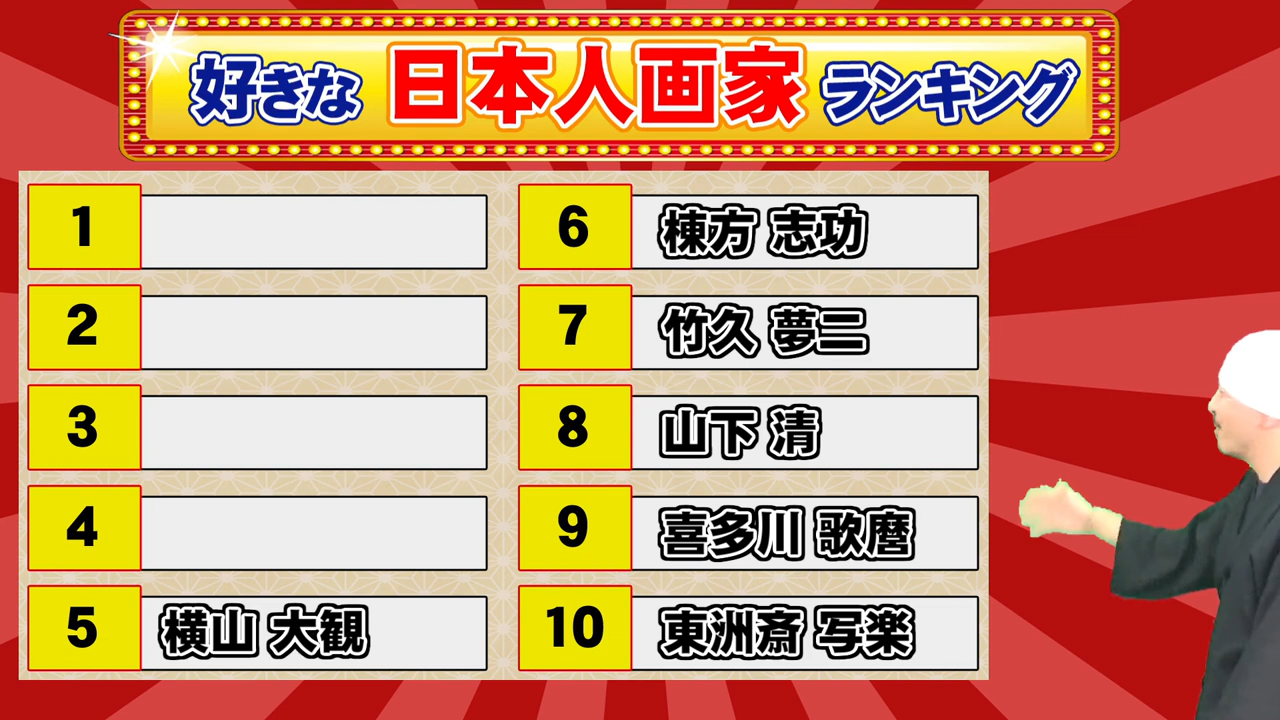 好きな 日本人画家 ランキング
1
2
3
4
5 横山 大観
6 棟方 志功
7 竹久 夢二
8 山下 清
9 喜多川 歌麿
10 東洲斎 写楽